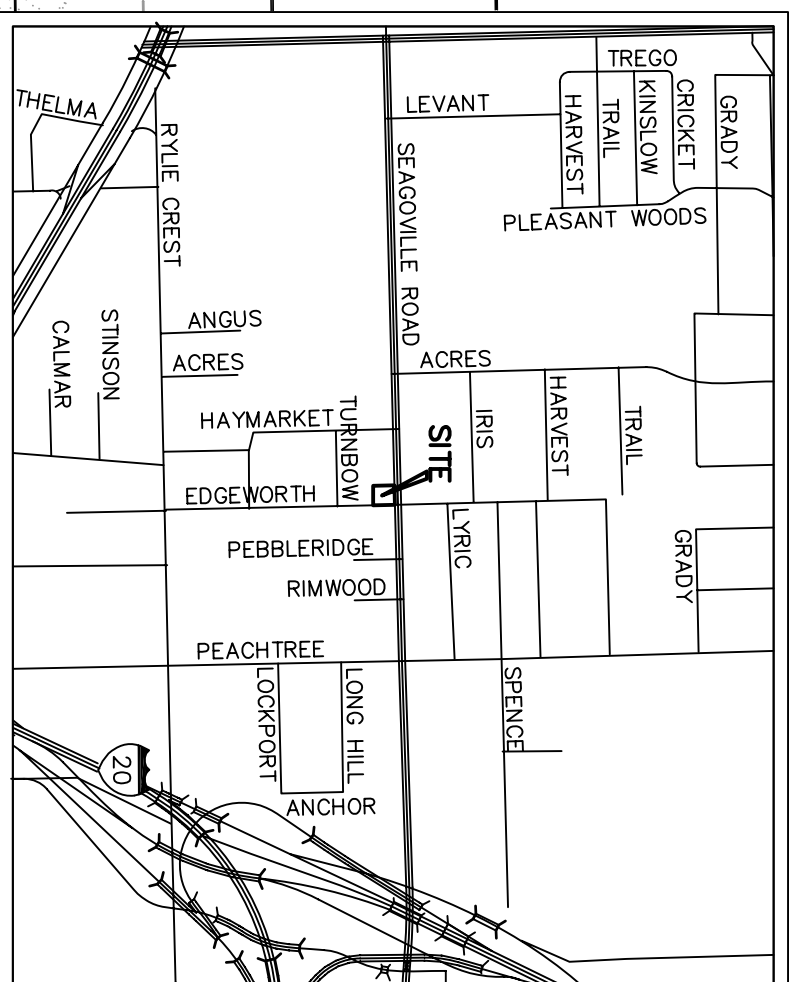 TREGO
THELMA
LEVANT
HARVEST
TRAIL
KINSLOW
CRICKET
GRADY
RYLIE CREST
SEAGOVILLE ROAD
PLEASANT WOODS
ANGUS
STINSON
CALMAR
ACRES
ACRES
HAYMARKET
TURNBOW
SITE
IRIS
HARVEST
TRAIL
EDGEWORTH
LYRIC
PEBBLERIDGE
GRADY
RIMWOOD
PEACHTREE
LOCKPORT
LONG HILL
SPENCE
20
ANCHOR